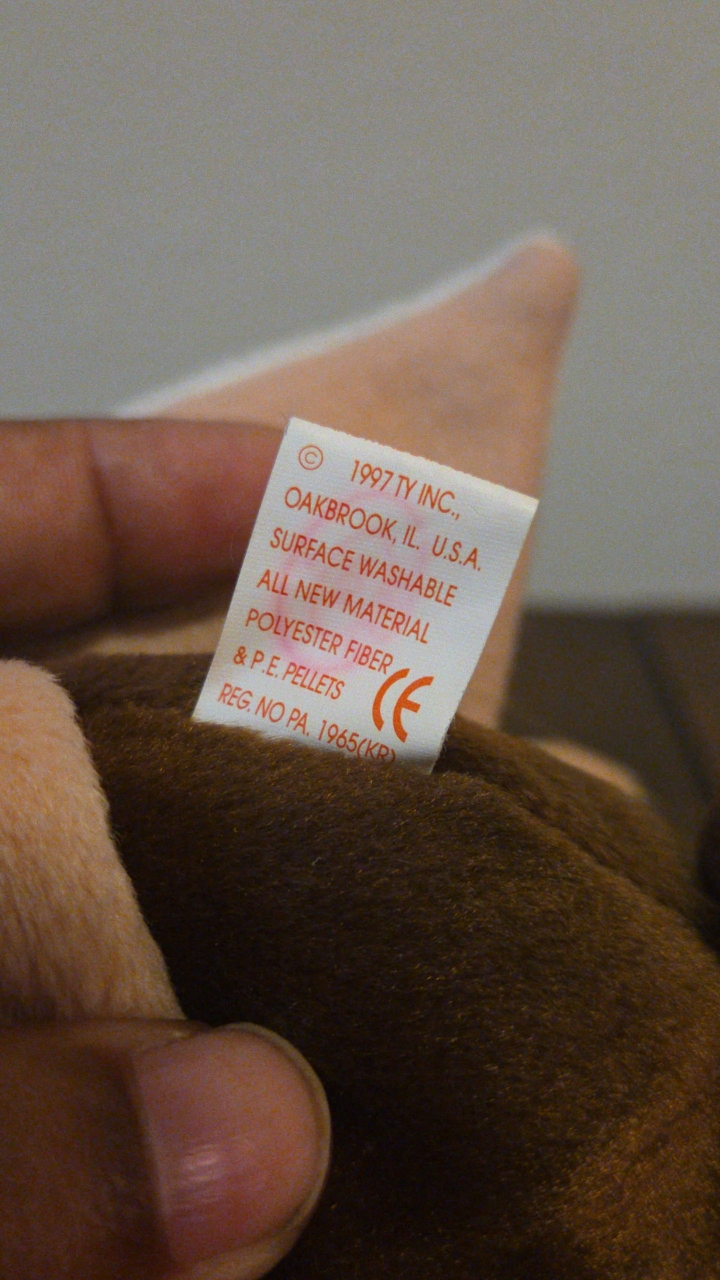 © 1997 TY INC.,
OAKBROOK, IL. U.S.A.
SURFACE WASHABLE
ALL NEW MATERIAL
POLYESTER FIBER
& P.E. PELLETS CE
REG. NO PA. 1965(KR)